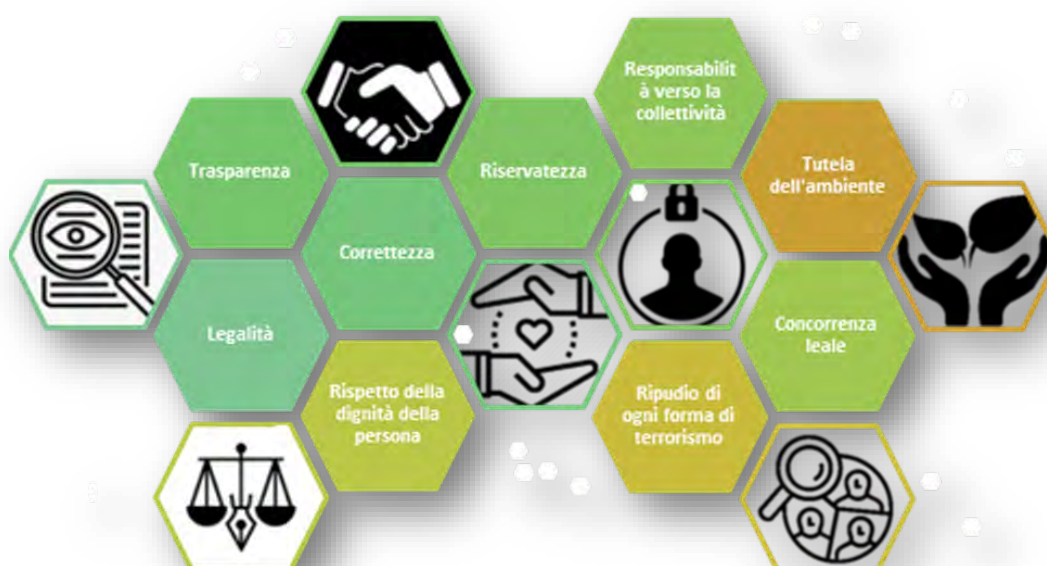 Responsabilit
à verso la
collettività
Trasparenza
Riservatezza
Tutela
dell'ambiente
Correttezza
Legalità
Concorrenza
leale
Rispetto della
dignità della
persona
Ripudio di
ogni forma di
terrorismo